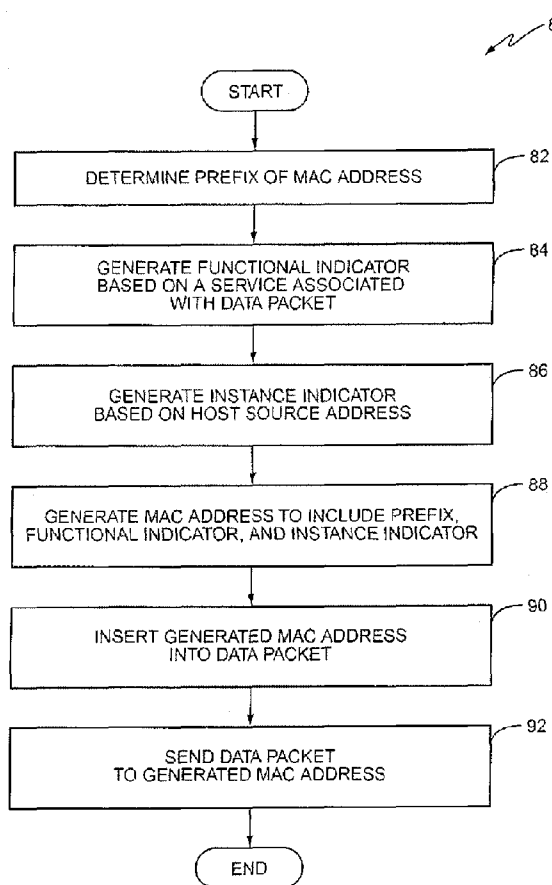 8
START
DETERMINE PREFIX OF MAC ADDRESS
82
GENERATE FUNCTIONAL INDICATOR
BASED ON A SERVICE ASSOCIATED
WITH DATA PACKET
84
GENERATE INSTANCE INDICATOR
BASED ON HOST SOURCE ADDRESS
86
GENERATE MAC ADDRESS TO INCLUDE PREFIX,
FUNCTIONAL INDICATOR, AND INSTANCE INDICATOR
88
INSERT GENERATED MAC ADDRESS
INTO DATA PACKET
90
SEND DATA PACKET
TO GENERATED MAC ADDRESS
92
END